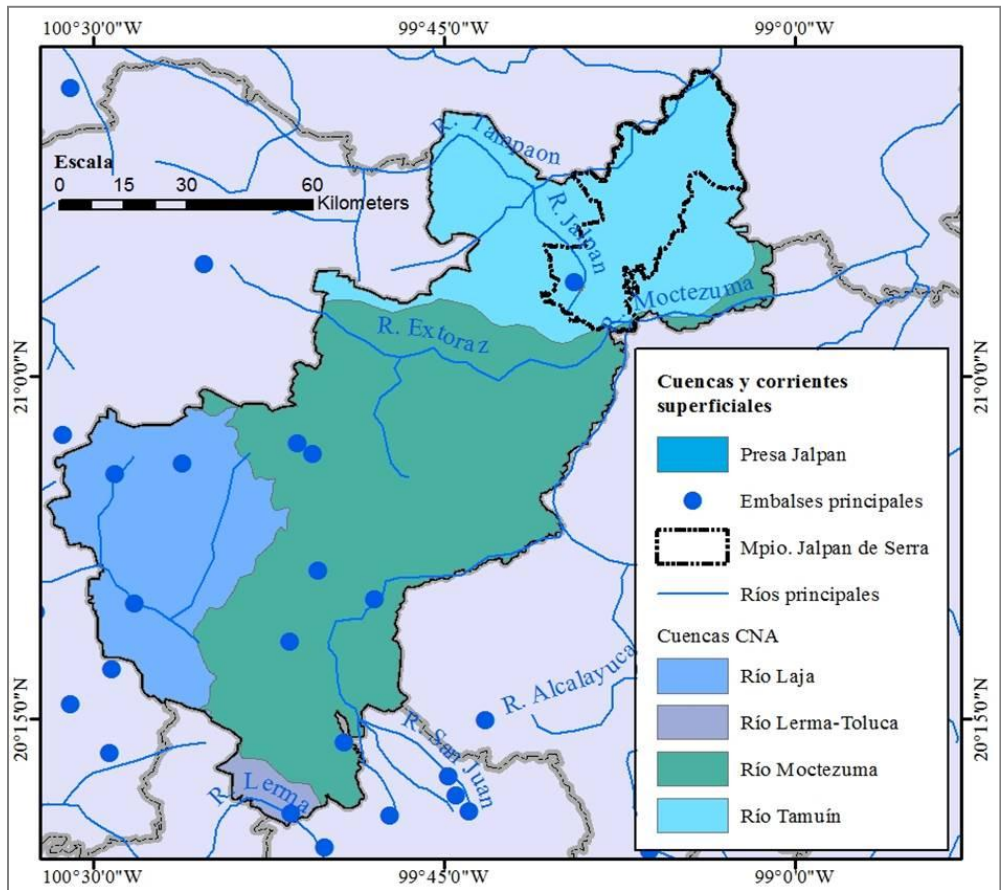 100°30'0"W 99°45'0"W 99°0'0"W
R. Tampaon
Escala
0 15 30 60
Kilometers
R. Jalpan
R. Moctezuma
R. Extoraz
21°0'0"N
21°0'0"N
Cuencas y corrientes
superficiales
Presa Jalpan
Embalses principales
Mpio. Jalpan de Serra
Ríos principales
Cuencas CNA
Río Laja
Río Lerma-Toluca
Río Moctezuma
Río Tamuín
R. Alcalayuca
20°15'0"N
20°15'0"N
R. San Juan
R. Lerma
100°30'0"W 99°45'0"W 99°0'0"W